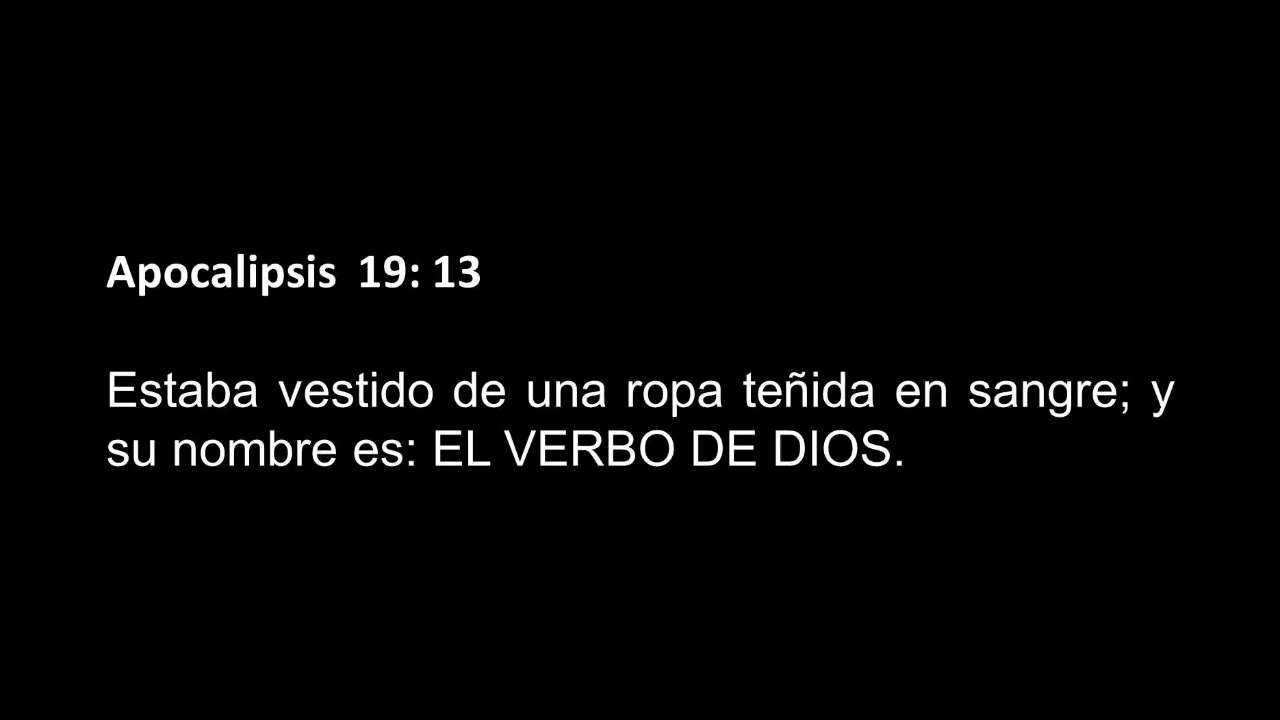 Apocalipsis 19: 13
Estaba vestido de una ropa teñida en sangre; y
su nombre es: EL VERBO DE DIOS.